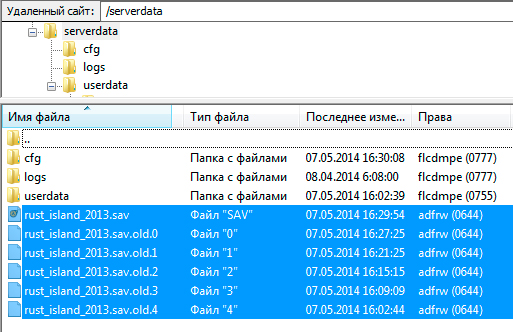 Удаленный сайт: /serverdata
serverdata
cfg
logs
userdata
Имя файла Тип файла Последнее изме... Права
..
cfg Папка с файлами 07.05.2014 16:30:08 flcdmpe (0777)
logs Папка с файлами 08.04.2014 6:08:00 flcdmpe (0777)
userdata Папка с файлами 07.05.2014 16:02:39 flcdmpe (0755)
rust_island_2013.sav Файл "SAV" 07.05.2014 16:29:54 adfrw (0644)
rust_island_2013.sav.old.0 Файл "0" 07.05.2014 16:27:25 adfrw (0644)
rust_island_2013.sav.old.1 Файл "1" 07.05.2014 16:21:25 adfrw (0644)
rust_island_2013.sav.old.2 Файл "2" 07.05.2014 16:15:15 adfrw (0644)
rust_island_2013.sav.old.3 Файл "3" 07.05.2014 16:09:09 adfrw (0644)
rust_island_2013.sav.old.4 Файл "4" 07.05.2014 16:02:44 adfrw (0644)